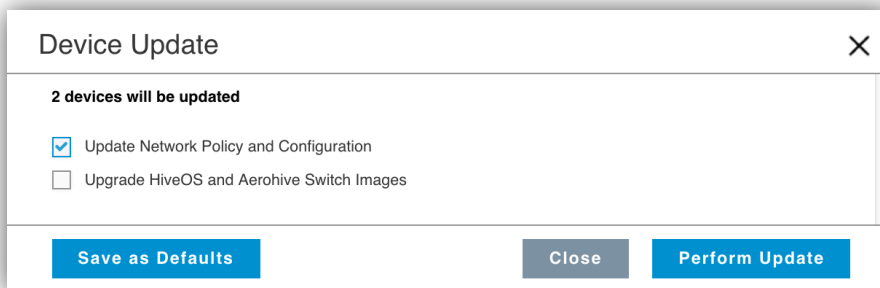 Device Update
2 devices will be updated
Update Network Policy and Configuration
Upgrade HiveOS and Aerohive Switch Images
Save as Defaults
Close
Perform Update